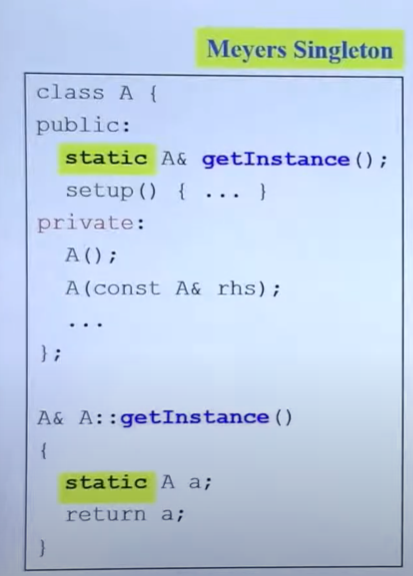 Meyers Singleton
class A {
public:
static A& getInstance();
setup() { ... }
private:
A();
A(const A& rhs);
...
};
A& A::getInstance()
{
static A a;
return a;
}